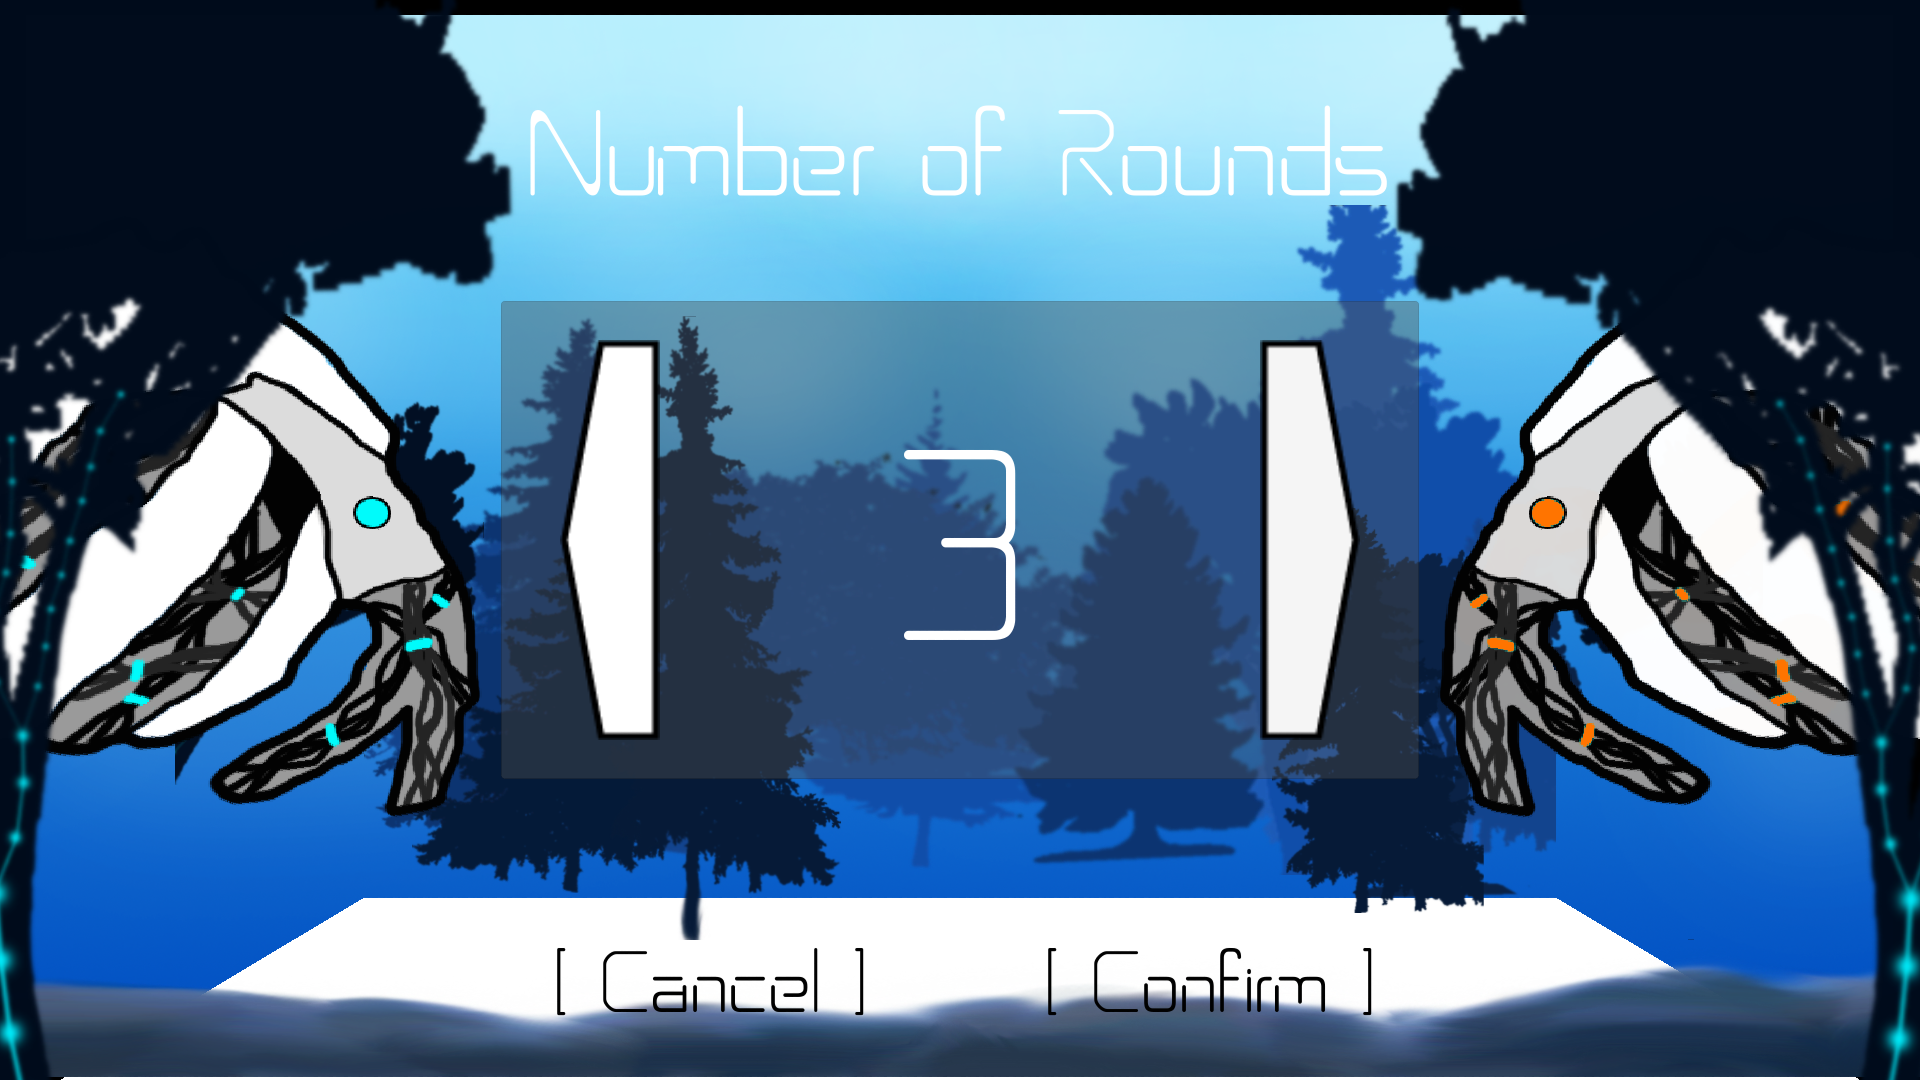 Number of Rounds
3
[ Cancel ] [ Confirm ]